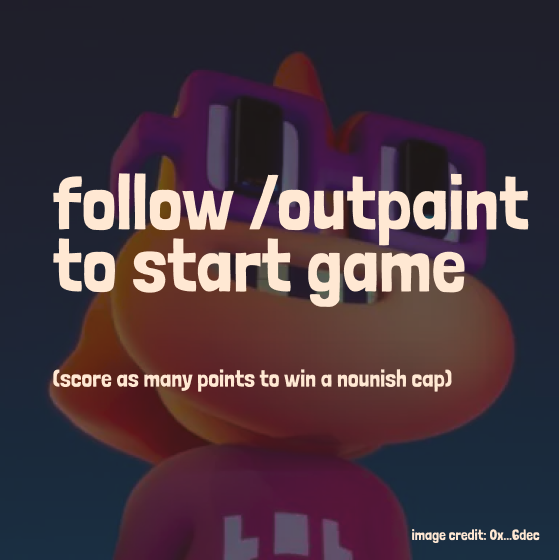 follow /outpaint
to start game
(score as many points to win a nounish cap)
image credit: 0x...6dec